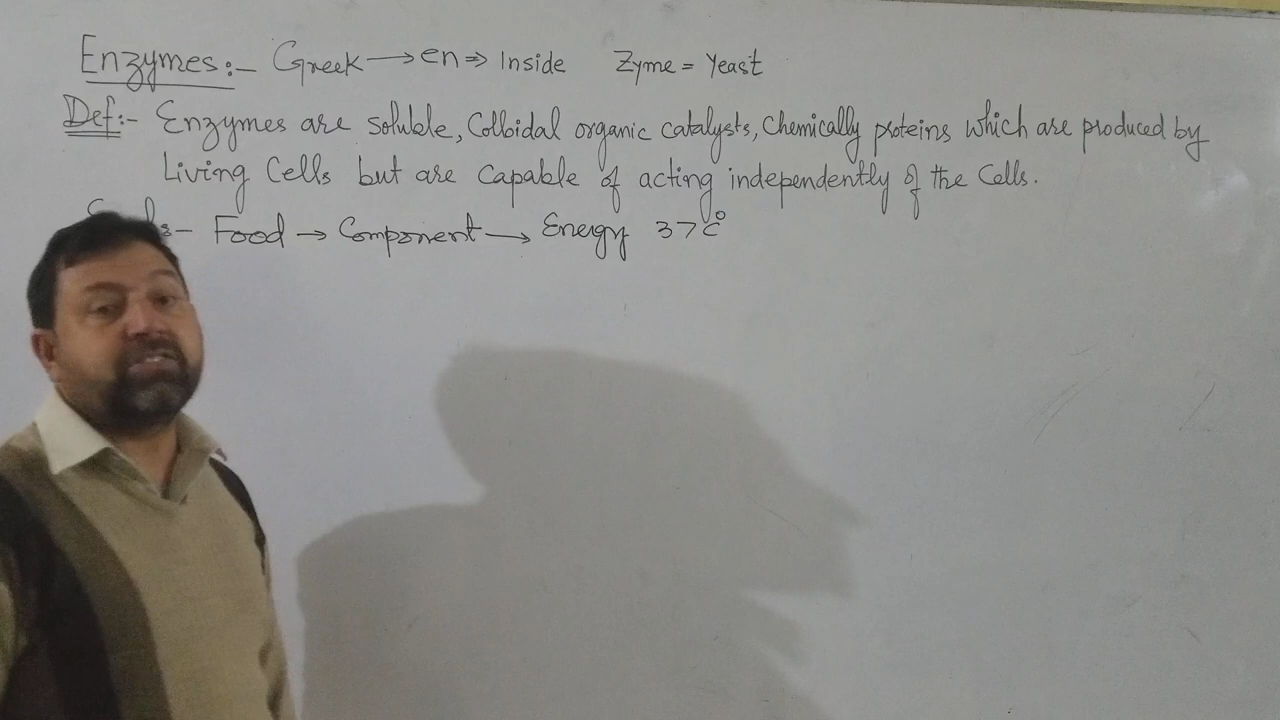 Enzymes:- Greek → en ⇒ Inside Zyme = Yeast
Def:- Enzymes are soluble, Colloidal organic catalysts, Chemically proteins which are produced by
Living Cells but are capable of acting independently of the Cells.
Food → Component → Energy 37c°